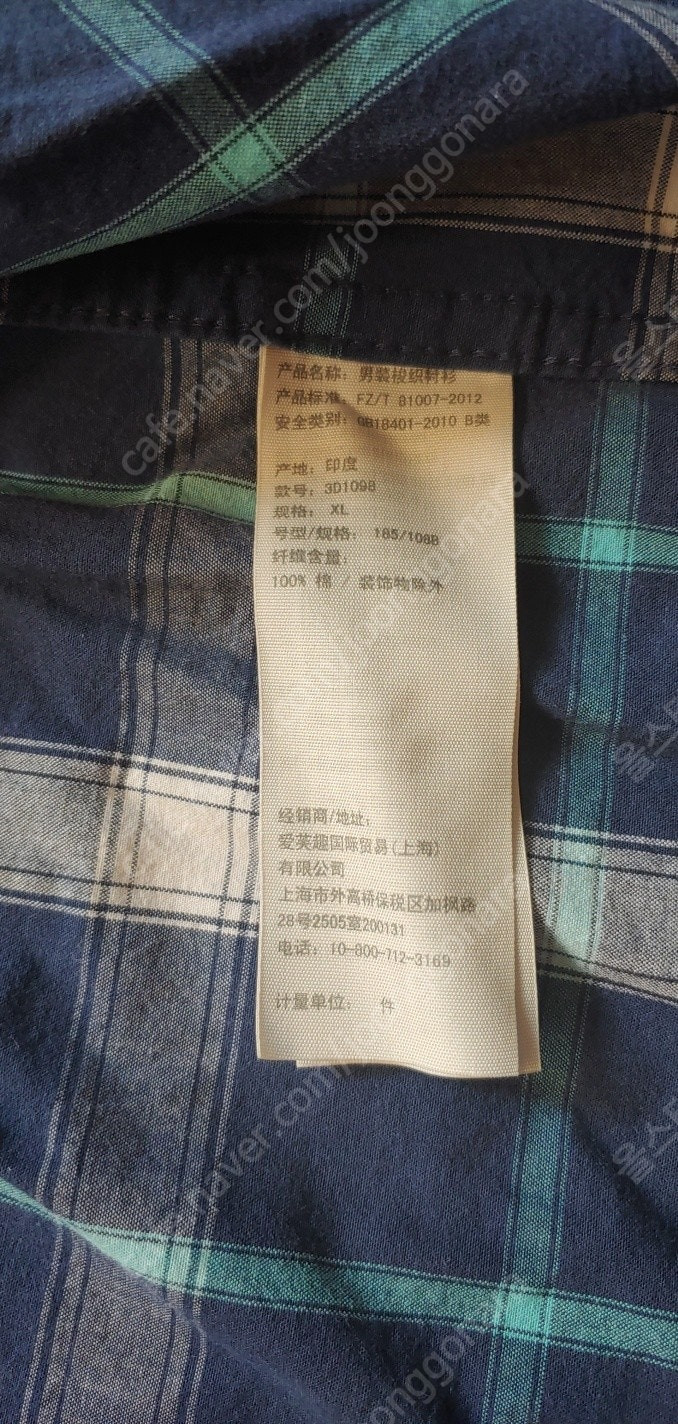 产品名称: 男装梭织衬衫
产品标准: FZ/T 81007-2012
安全类别: GB18401-2010 B类
产地: 印度
款号: 3D1098
规格: XL
号型/规格: 185/108B
纤维含量:
100% 棉 / 装饰物除外
经销商/地址:
爱芙趣国际贸易(上海)
有限公司
上海市外高桥保税区加枫路
28号2505室200131
电话: 10-800-712-3169
计量单位: 件
cafe.naver.com/joonggonara